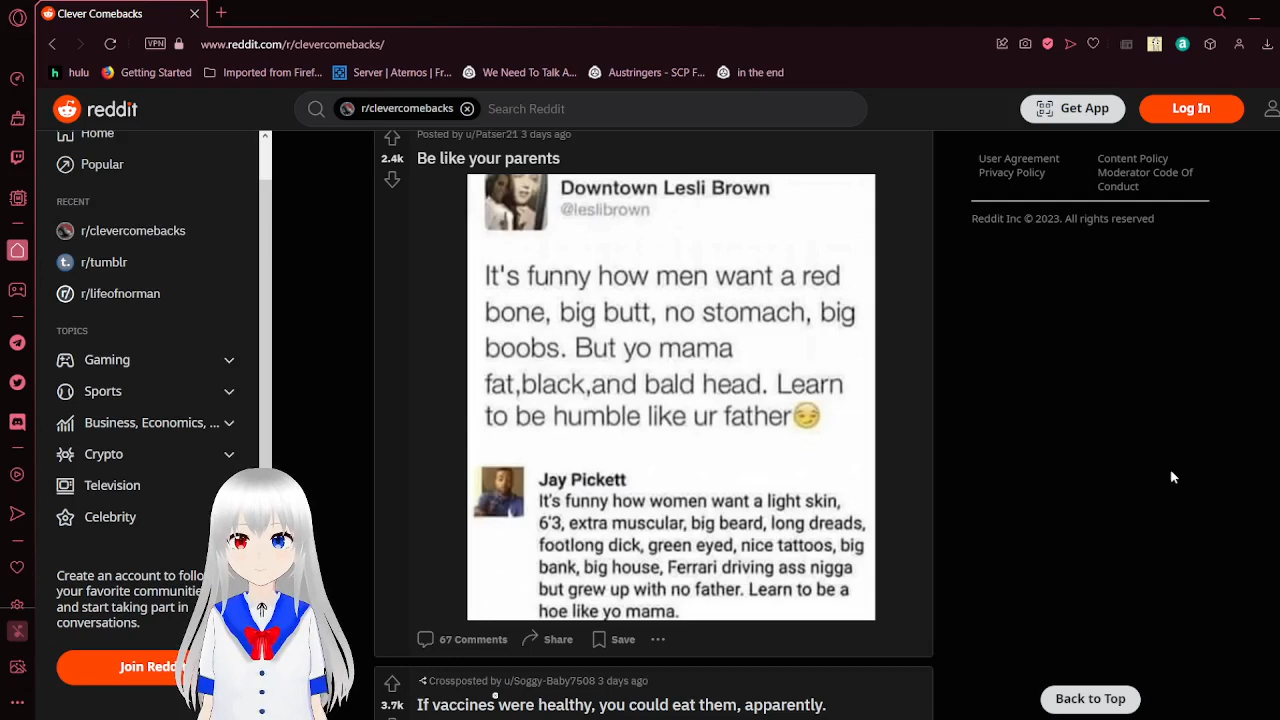 Clever Comebacks
VPN
www.reddit.com/r/clevercomebacks/
hulu
Getting Started
Imported from Firef...
Server | Aternos | Fr...
We Need To Talk A...
Austringers - SCP F...
in the end
reddit
r/clevercomebacks
Search Reddit
Get App
Log In
Home
Popular
RECENT
r/clevercomebacks
r/tumblr
r/lifeofnorman
TOPICS
Gaming
Sports
Business, Economics, ...
Crypto
Television
Celebrity
Create an account to follo
your favorite communities
and start taking part in
conversations.
Join Reddit
Posted by u/Patser21 3 days ago
2.4k
Be like your parents
Downtown Lesli Brown
@leslibrown
It's funny how men want a red
bone, big butt, no stomach, big
boobs. But yo mama
fat,black,and bald head. Learn
to be humble like ur father😏
Jay Pickett
It's funny how women want a light skin,
6'3, extra muscular, big beard, long dreads,
footlong dick, green eyed, nice tattoos, big
bank, big house, Ferrari driving ass nigga
but grew up with no father. Learn to be a
hoe like yo mama.
67 Comments
Share
Save
Crossposted by u/Soggy-Baby7508 3 days ago
3.7k
If vaccines were healthy, you could eat them, apparently.
User Agreement
Privacy Policy
Content Policy
Moderator Code Of
Conduct
Reddit Inc © 2023. All rights reserved
Back to Top